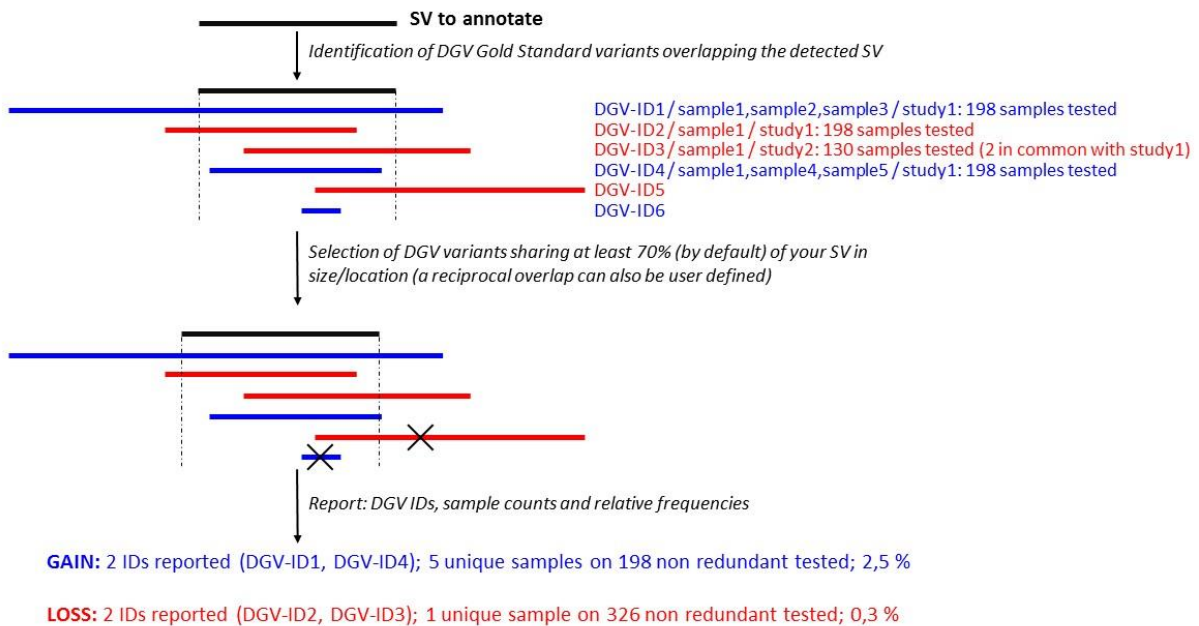 SV to annotate
Identification of DGV Gold Standard variants overlapping the detected SV
DGV-ID1 / sample1,sample2,sample3 / study1: 198 samples tested
DGV-ID2 / sample1 / study1: 198 samples tested
DGV-ID3 / sample1 / study2: 130 samples tested (2 in common with study1)
DGV-ID4 / sample1,sample4,sample5 / study1: 198 samples tested
DGV-ID5
DGV-ID6
Selection of DGV variants sharing at least 70% (by default) of your SV in
size/location (a reciprocal overlap can also be user defined)
Report: DGV IDs, sample counts and relative frequencies
GAIN: 2 IDs reported (DGV-ID1, DGV-ID4); 5 unique samples on 198 non redundant tested; 2,5 %
LOSS: 2 IDs reported (DGV-ID2, DGV-ID3); 1 unique sample on 326 non redundant tested; 0,3 %